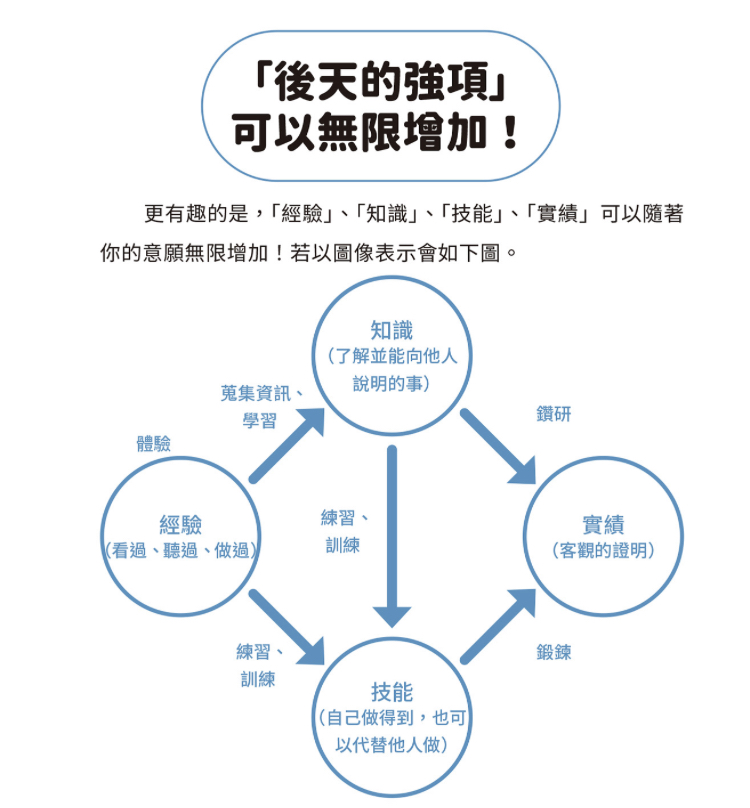 「後天的強項」
可以無限增加！
更有趣的是，「經驗」、「知識」、「技能」、「實績」可以隨著
你的意願無限增加！若以圖像表示會如下圖。
知識
（了解並能向他人
說明的事）
蒐集資訊、
學習
鑽研
體驗
經驗
（看過、聽過、做過）
練習、
訓練
實績
（客觀的證明）
練習、
訓練
鍛鍊
技能
（自己做得到，也可
以代替他人做）